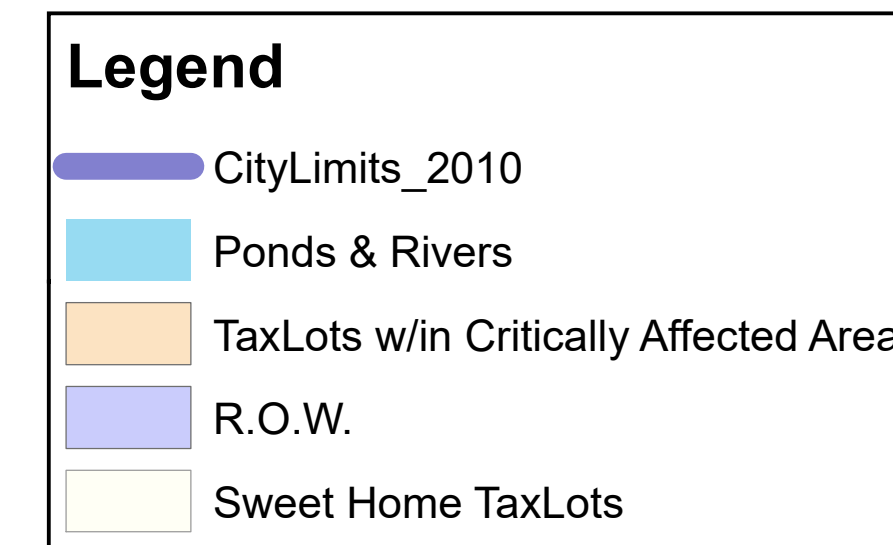 Legend
CityLimits_2010
Ponds & Rivers
TaxLots w/in Critically Affected Area
R.O.W.
Sweet Home TaxLots